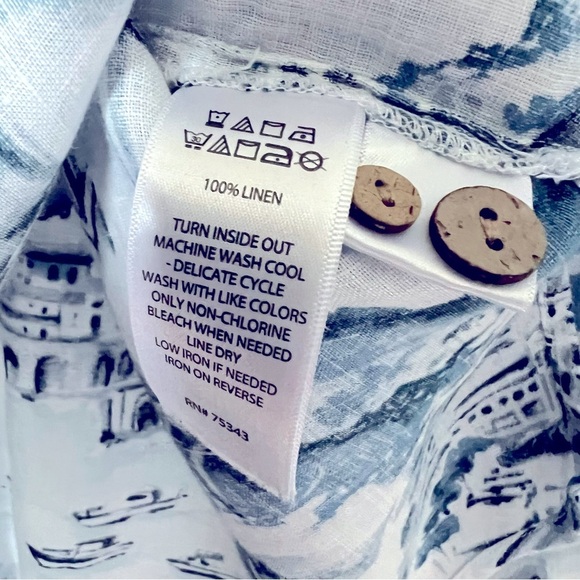 100% LINEN
TURN INSIDE OUT
MACHINE WASH COOL
- DELICATE CYCLE
WASH WITH LIKE COLORS
ONLY NON-CHLORINE
BLEACH WHEN NEEDED
LINE DRY
LOW IRON IF NEEDED
IRON ON REVERSE
RN# 75343